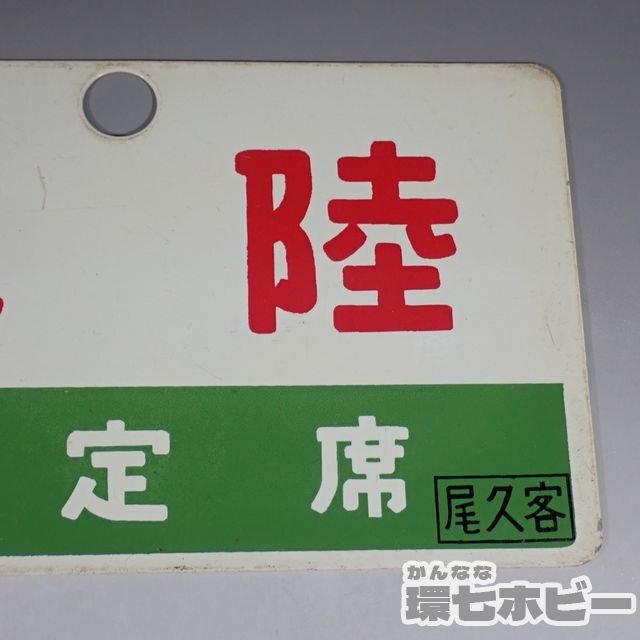 陸
定席
尾久客
かんなな
環七ホビー